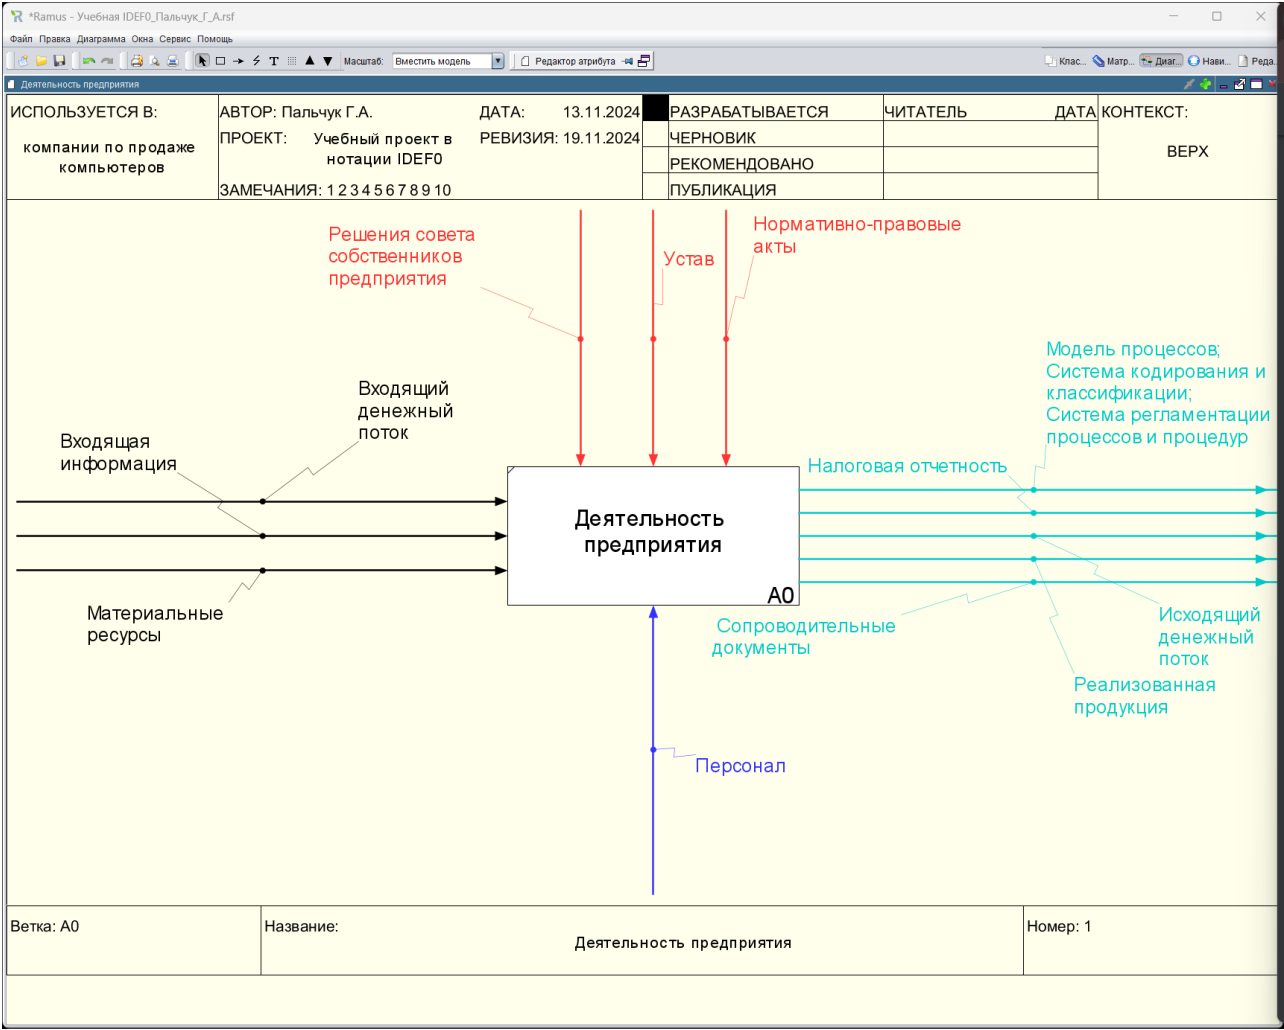 *Ramus - Учебная IDEF0_Пальчук_Г_А.rsf
Файл Правка Диаграмма Окна Сервис Помощь
Масштаб: Вместить модель Редактор атрибута Клас... Матр... Диаг... Нави... Реда...
Деятельность предприятия
ИСПОЛЬЗУЕТСЯ В:
компании по продаже
компьютеров
АВТОР: Пальчук Г.А.
ДАТА: 13.11.2024
ПРОЕКТ: Учебный проект в
нотации IDEF0
РЕВИЗИЯ: 19.11.2024
ЗАМЕЧАНИЯ: 1 2 3 4 5 6 7 8 9 10
РАЗРАБАТЫВАЕТСЯ
ЧЕРНОВИК
РЕКОМЕНДОВАНО
ПУБЛИКАЦИЯ
ЧИТАТЕЛЬ ДАТА
КОНТЕКСТ:
ВЕРХ
Решения совета
собственников
предприятия
Устав
Нормативно-правовые
акты
Входящий
денежный
поток
Входящая
информация
Материальные
ресурсы
Деятельность
предприятия
A0
Модель процессов;
Система кодирования и
классификации;
Система регламентации
процессов и процедур
Налоговая отчетность
Сопроводительные
документы
Исходящий
денежный
поток
Реализованная
продукция
Персонал
Ветка: A0
Название:
Деятельность предприятия
Номер: 1